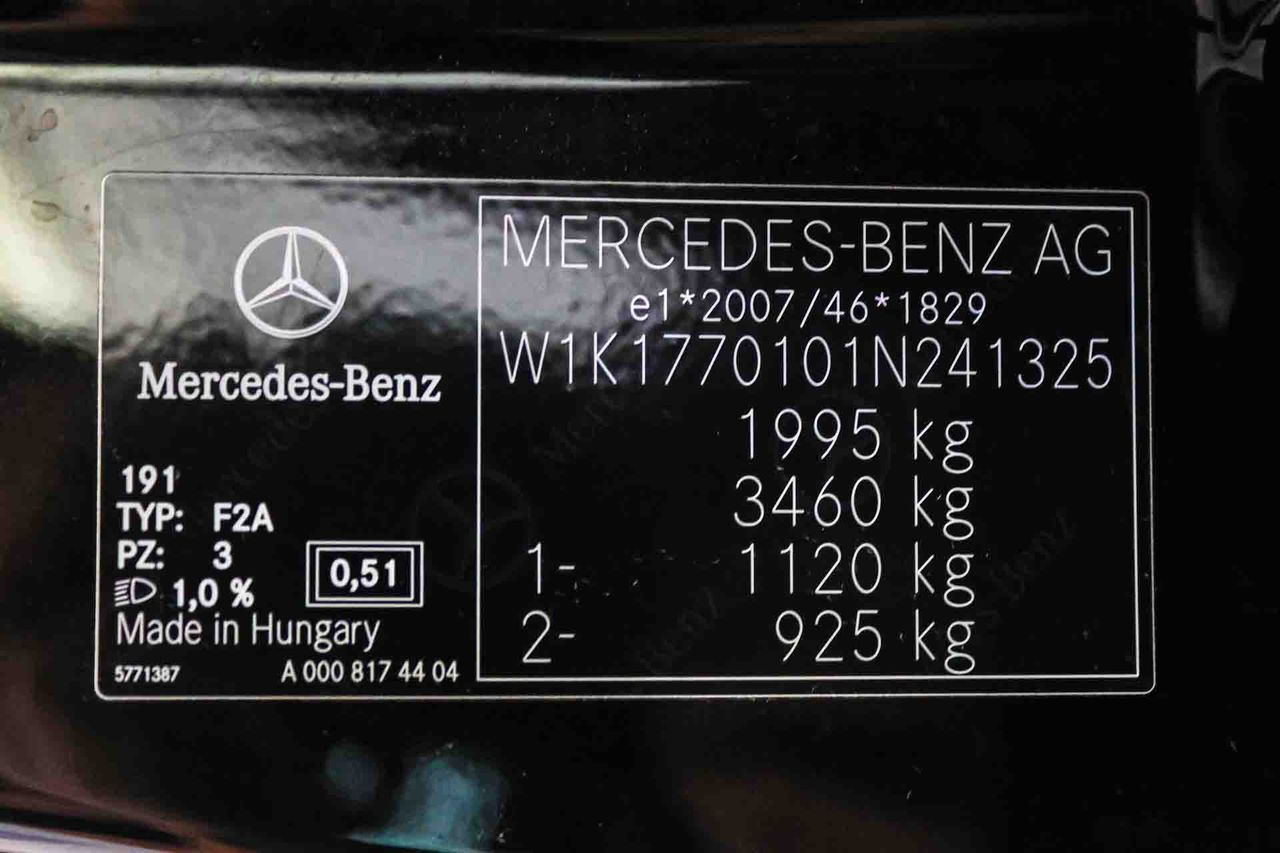 Mercedes-Benz
191
TYP: F2A
PZ: 3
1,0 %
0,51
Made in Hungary
5771387 A 000 817 44 04
MERCEDES-BENZ AG
e1*2007/46*1829
W1K1770101N241325
1995 kg
3460 kg
1- 1120 kg
2- 925 kg